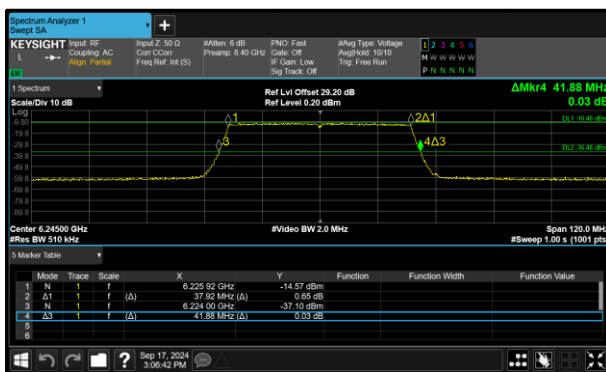 Spectrum Analyzer 1
Swept SA
+
KEYSIGHT Input: RF Input Z: 50 Ω #Atten: 6 dB PNO: Fast #Avg Type: Voltage 1 2 3 4 5 6
L Coupling: AC Corr CCorr Preamp: 8.40 GHz Gate: Off Avg|Hold: 10/10 M W W W W W
Align: Partial Freq Ref: Int (S) IF Gain: Low Trig: Free Run
Sig Track: Off P N N N N N
1 Spectrum Ref Lvl Offset 29.20 dB ΔMkr4 41.88 MHz
Scale/Div 10 dB Ref Level 0.20 dBm 0.03 dB
Log
-9.80 1 2Δ1
-19.8
-29.8 3 4Δ3
-39.8
-49.8
-59.8
-69.8
-79.8
-89.8
Center 6.24500 GHz #Video BW 2.0 MHz Span 120.0 MHz
#Res BW 510 kHz #Sweep 1.00 s (1001 pts)
5 Marker Table
Mode Trace Scale X Y Function Function Width Function Value
1 N 1 f 6.225 92 GHz -14.57 dBm
2 Δ1 1 f (Δ) 37.92 MHz (Δ) 0.65 dB
3 N 1 f 6.224 00 GHz -37.10 dBm
4 Δ3 1 f (Δ) 41.88 MHz (Δ) 0.03 dB
5
6
? Sep 17, 2024
3:06:42 PM